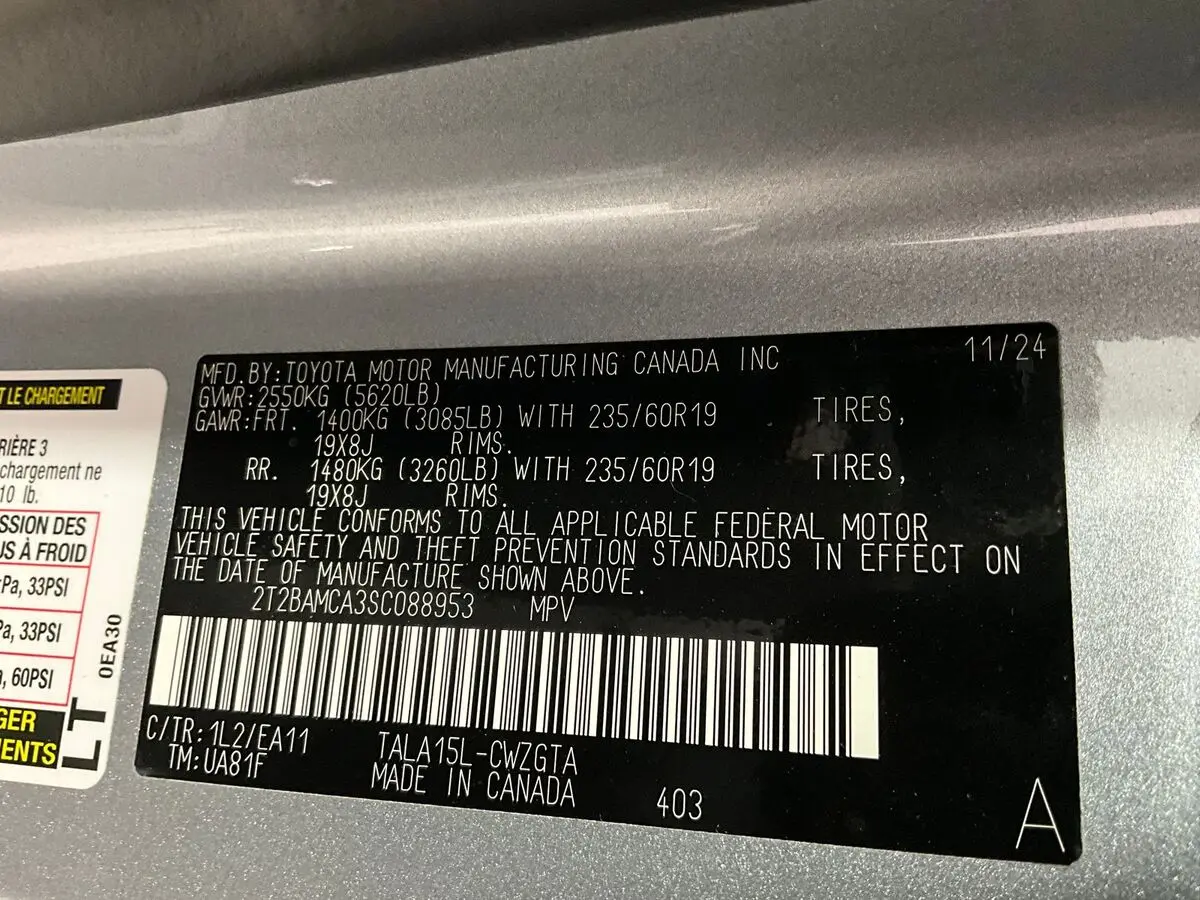 T LE CHARGEMENT
RIÈRE 3
chargement ne
10 lb.
SSION DES
US À FROID
Pa, 33PSI
Pa, 33PSI
, 60PSI
GER
ENTS
LT
0EA30
MFD.BY:TOYOTA MOTOR MANUFACTURING CANADA INC 11/24
GVWR:2550KG (5620LB)
GAWR:FRT. 1400KG (3085LB) WITH 235/60R19 TIRES,
19X8J RIMS.
RR. 1480KG (3260LB) WITH 235/60R19 TIRES,
19X8J RIMS.
THIS VEHICLE CONFORMS TO ALL APPLICABLE FEDERAL MOTOR
VEHICLE SAFETY AND THEFT PREVENTION STANDARDS IN EFFECT ON
THE DATE OF MANUFACTURE SHOWN ABOVE.
2T2BAMCA3SC088953 MPV
C/TR:1L2/EA11 TALA15L-CWZGTA
TM:UA81F MADE IN CANADA 403
A